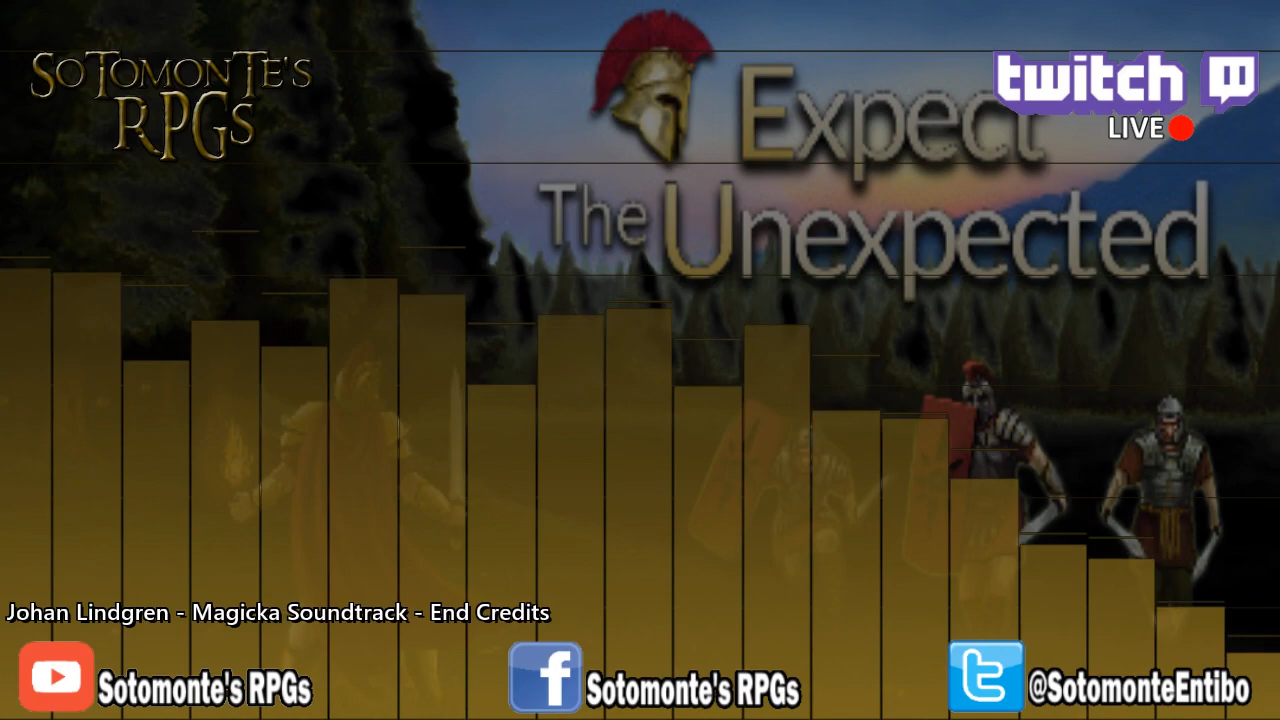 SoTomonTe's
RPGs
Expect
The Unexpected
twitch
LIVE
Johan Lindgren - Magicka Soundtrack - End Credits
Sotomonte's RPGs
Sotomonte's RPGs
@SotomonteEntibo